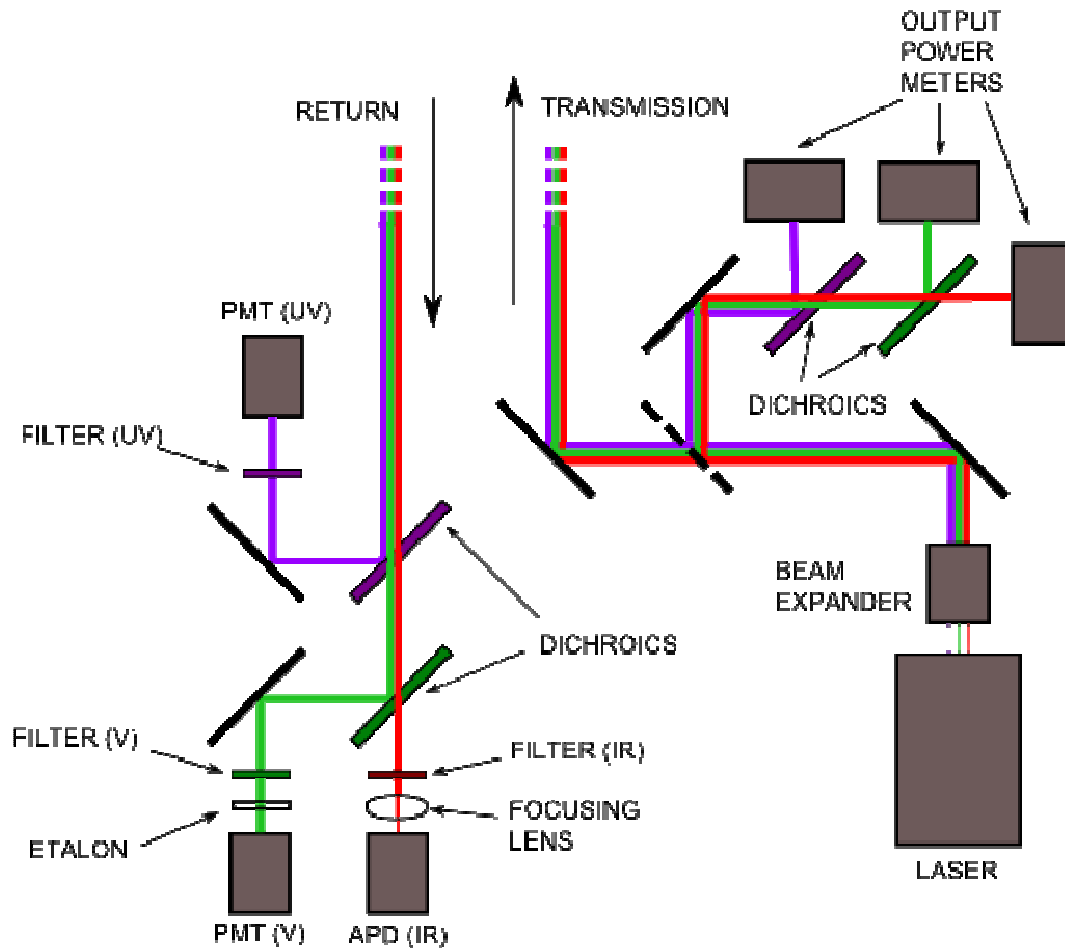 OUTPUT
POWER
METERS
RETURN
TRANSMISSION
PMT (UV)
FILTER (UV)
DICHROICS
BEAM
EXPANDER
DICHROICS
FILTER (V)
FILTER (IR)
FOCUSING
LENS
ETALON
LASER
PMT (V)
APD (IR)